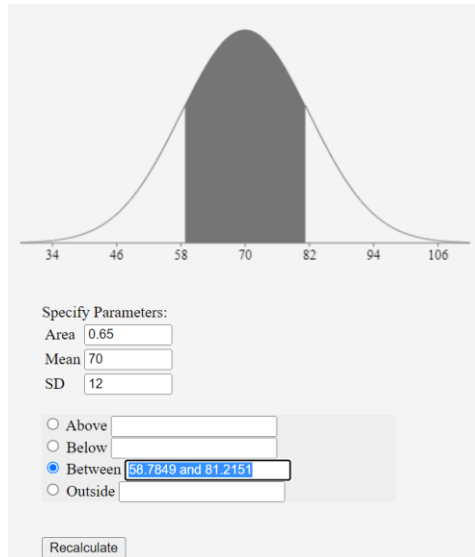 34 46 58 70 82 94 106
Specify Parameters:
Area 0.65
Mean 70
SD 12
Above
Below
Between 58.7849 and 81.2151
Outside
Recalculate